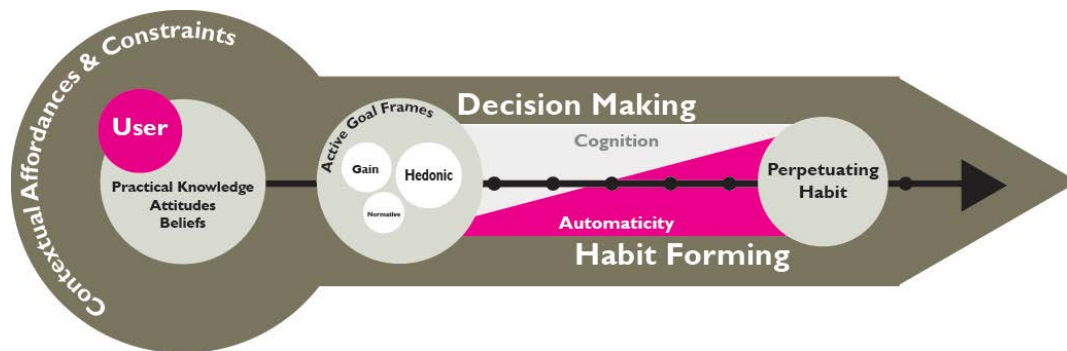 Contextual Affordances & Constraints
User
Practical Knowledge
Attitudes
Beliefs
Active Goal Frames
Gain
Hedonic
Normative
Decision Making
Cognition
Automaticity
Habit Forming
Perpetuating
Habit